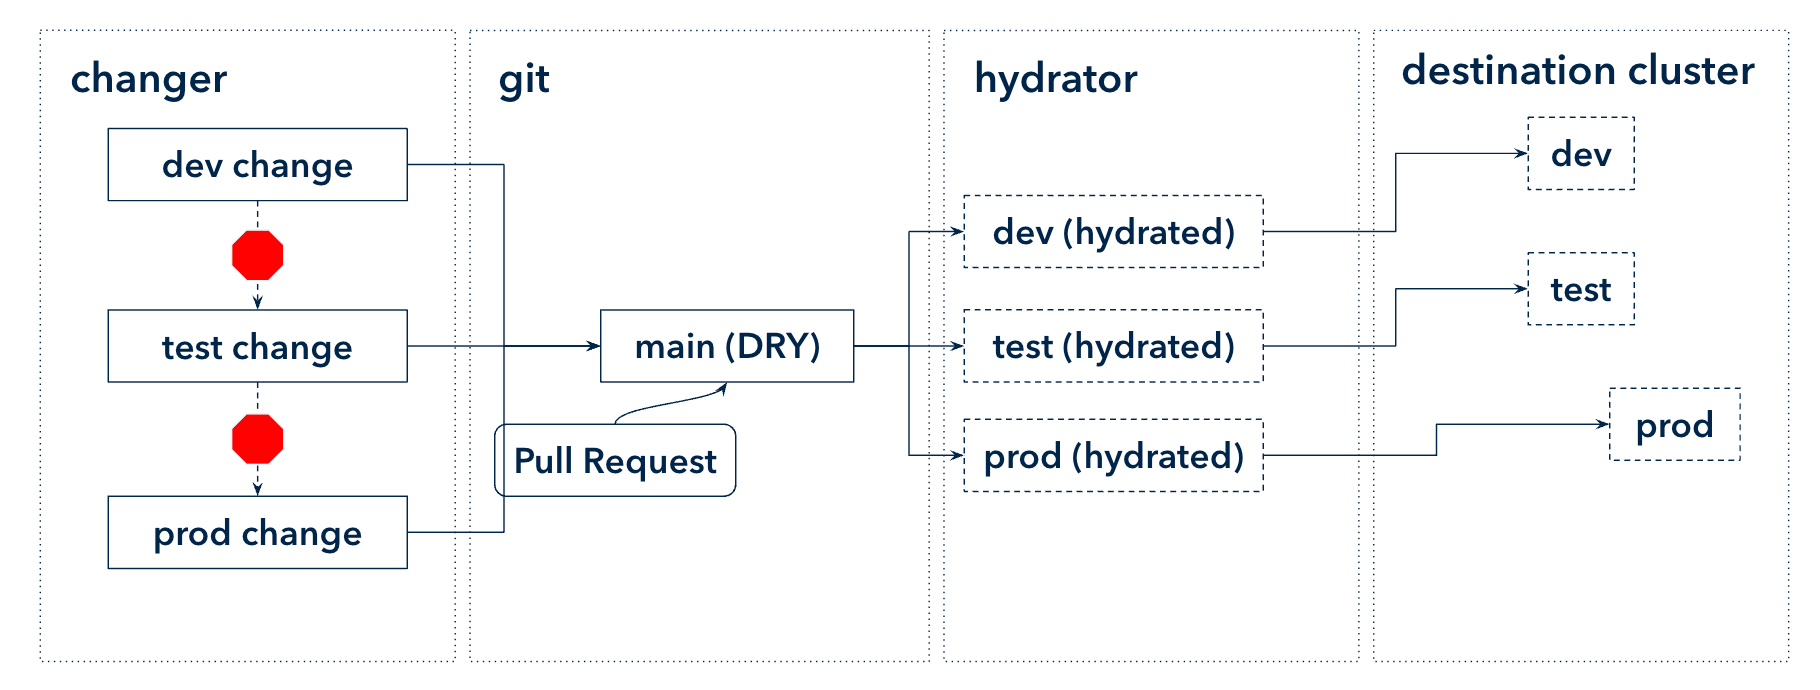 changer
dev change
test change
prod change
git
main (DRY)
Pull Request
hydrator
dev (hydrated)
test (hydrated)
prod (hydrated)
destination cluster
dev
test
prod